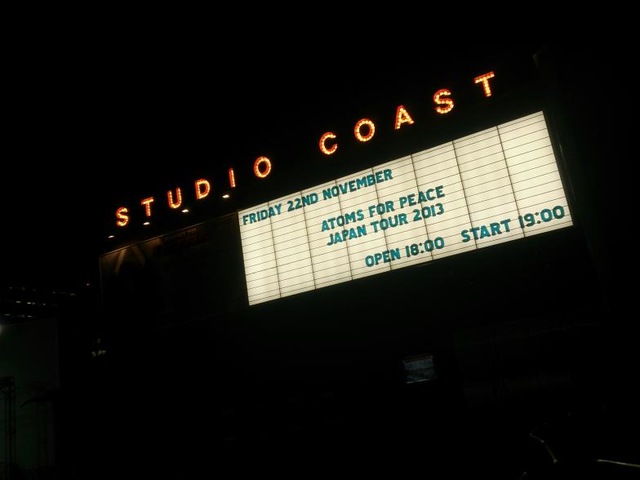 STUDIO COAST
FRIDAY 22ND NOVEMBER
ATOMS FOR PEACE
JAPAN TOUR 2013
OPEN 18:00 START 19:00